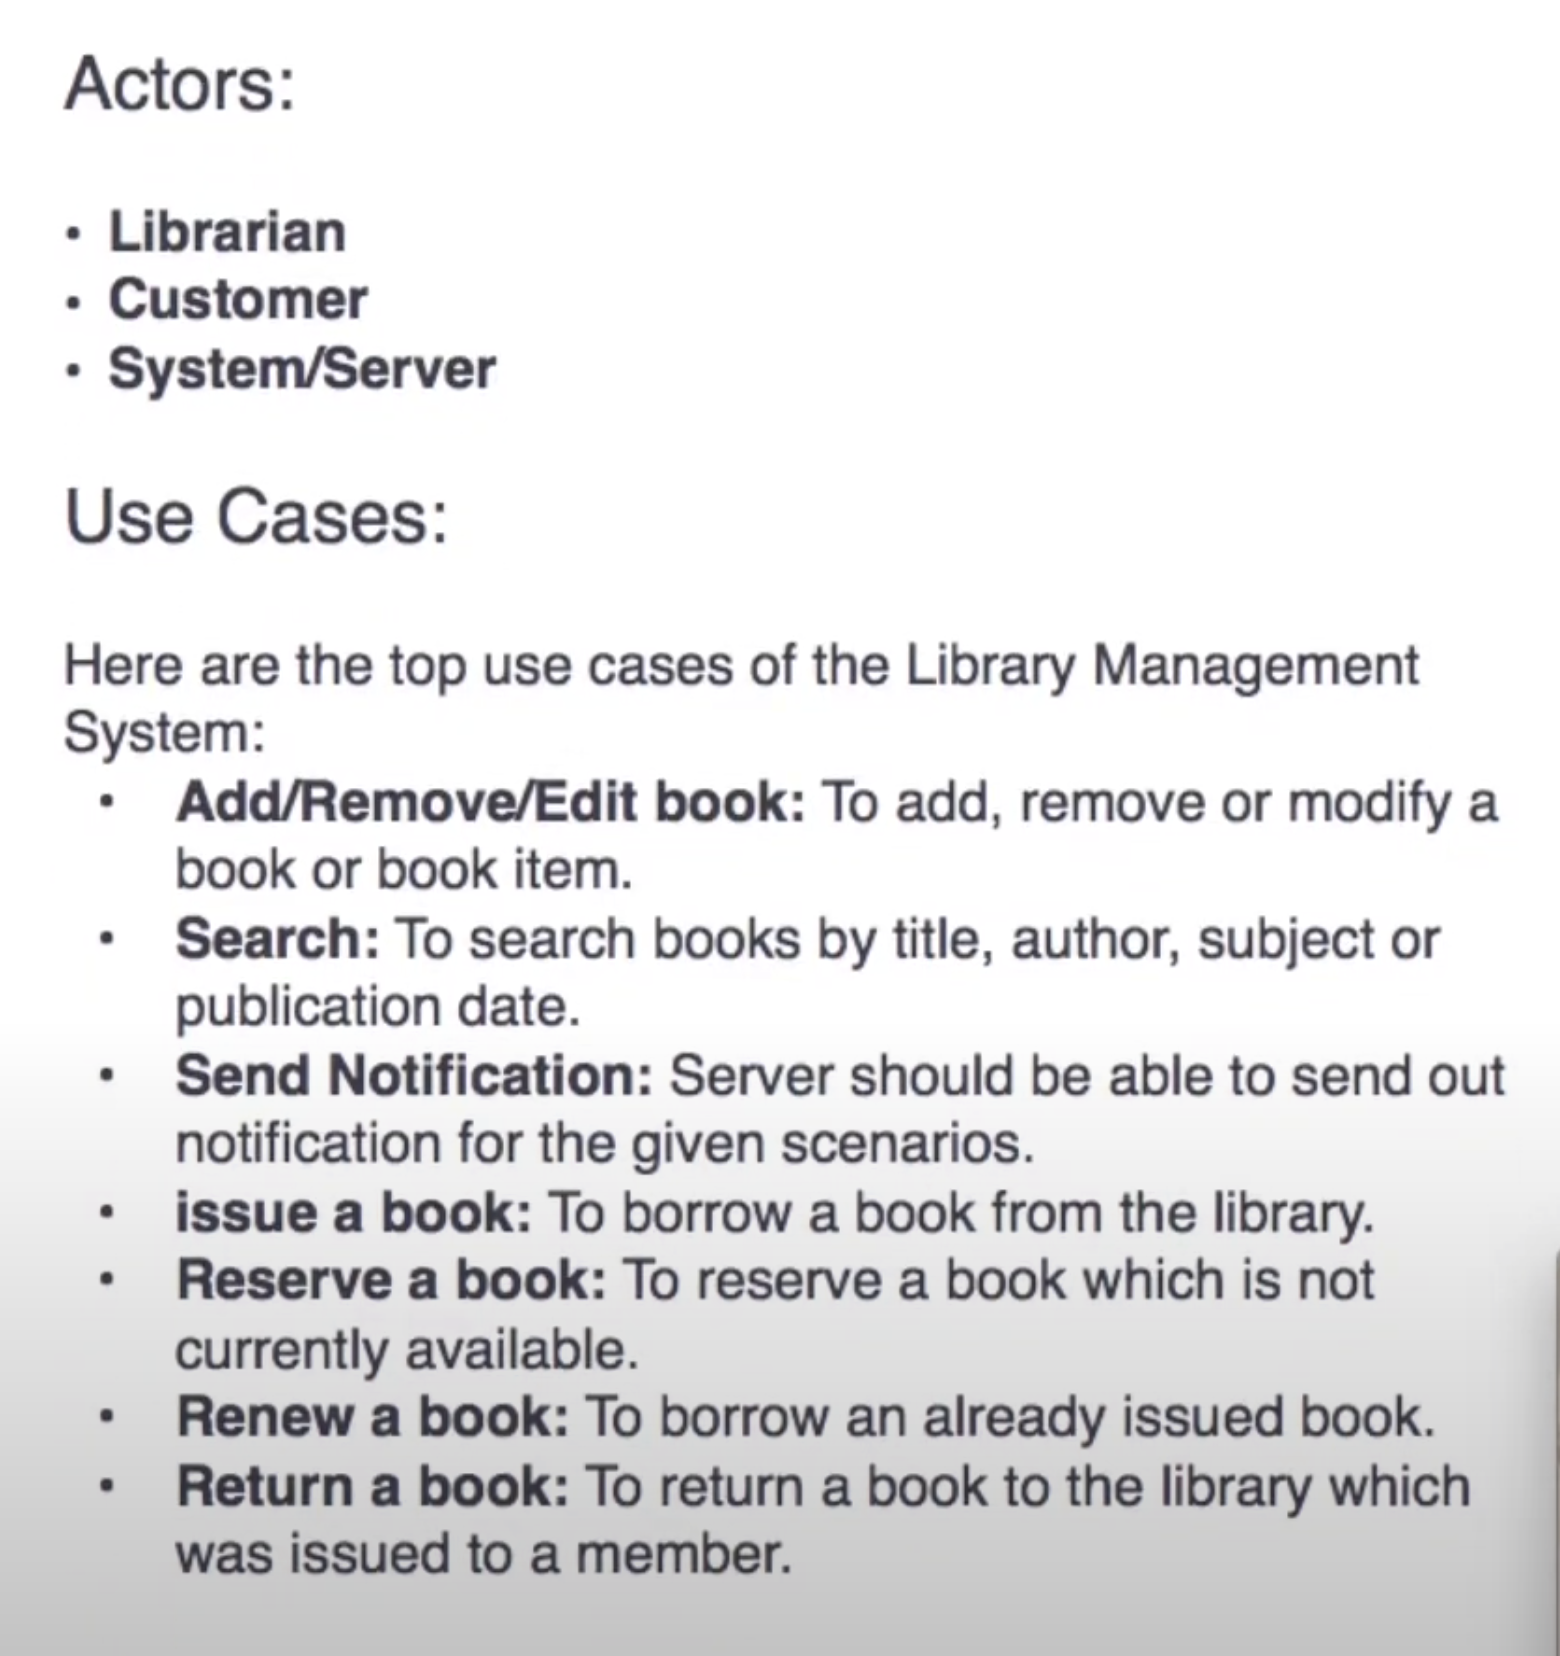 Actors:
• Librarian
• Customer
• System/Server
Use Cases:
Here are the top use cases of the Library Management
System:
• Add/Remove/Edit book: To add, remove or modify a
book or book item.
• Search: To search books by title, author, subject or
publication date.
• Send Notification: Server should be able to send out
notification for the given scenarios.
• issue a book: To borrow a book from the library.
• Reserve a book: To reserve a book which is not
currently available.
• Renew a book: To borrow an already issued book.
• Return a book: To return a book to the library which
was issued to a member.